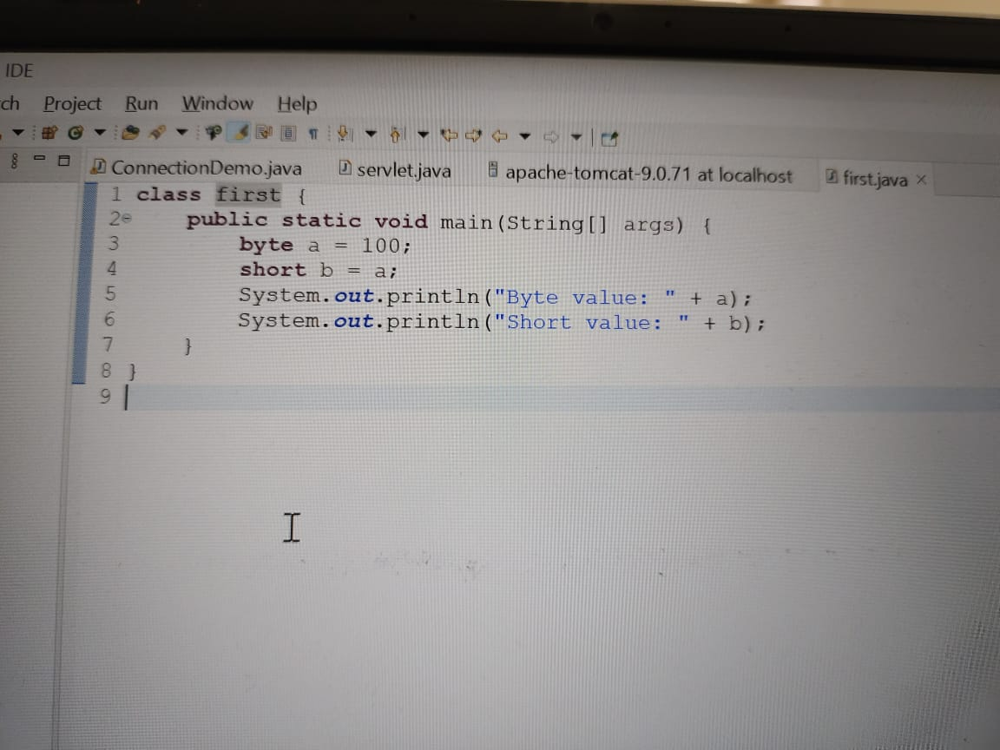 IDE
ch Project Run Window Help
ConnectionDemo.java servlet.java apache-tomcat-9.0.71 at localhost first.java
1 class first {
2 public static void main(String[] args) {
3 byte a = 100;
4 short b = a;
5 System.out.println("Byte value: " + a);
6 System.out.println("Short value: " + b);
7 }
8 }
9